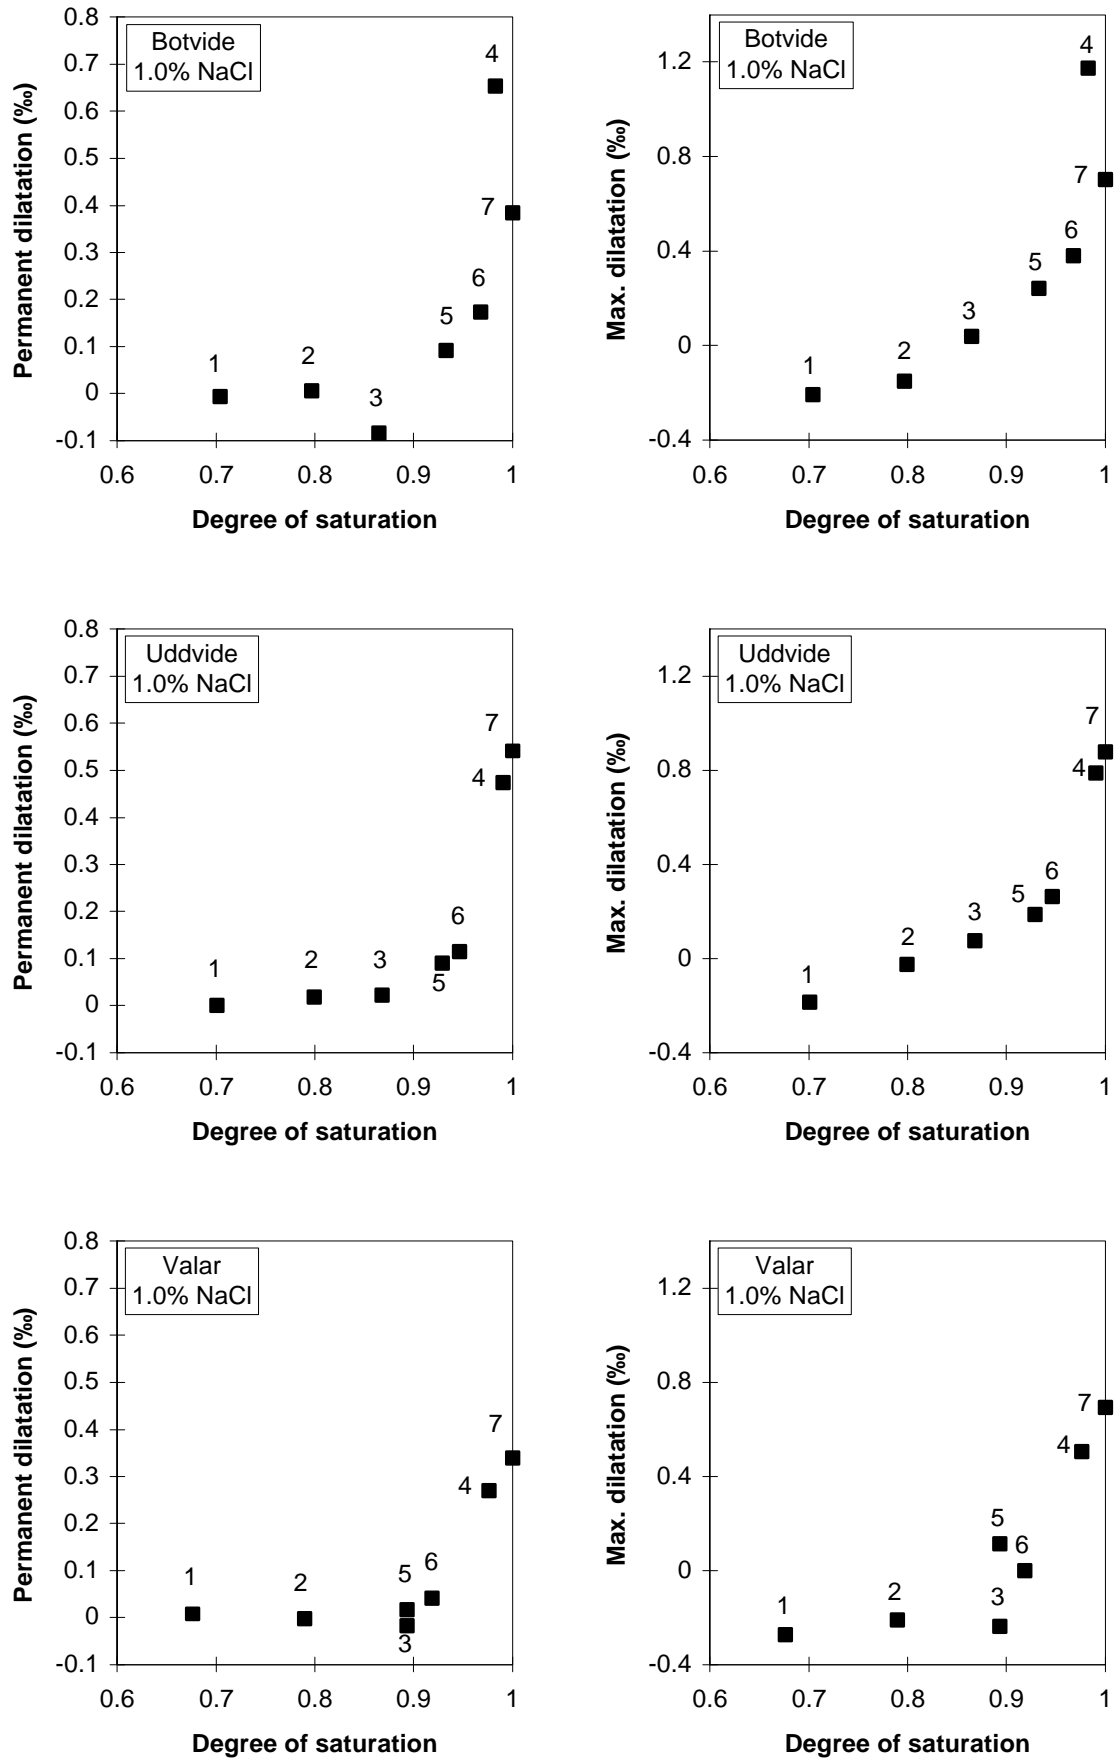 Botvide
1.0% NaCl
Permanent dilatation (‰)
0.8
0.7
0.6
0.5
0.4
0.3
0.2
0.1
0
-0.1
4
7
6
5
1
2
3
0.6 0.7 0.8 0.9 1
Degree of saturation
Botvide
1.0% NaCl
Max. dilatation (‰)
1.2
0.8
0.4
0
-0.4
4
7
6
5
3
2
1
0.6 0.7 0.8 0.9 1
Degree of saturation
Uddvide
1.0% NaCl
Permanent dilatation (‰)
0.8
0.7
0.6
0.5
0.4
0.3
0.2
0.1
0
-0.1
7
4
6
1
2
3
5
0.6 0.7 0.8 0.9 1
Degree of saturation
Uddvide
1.0% NaCl
Max. dilatation (‰)
1.2
0.8
0.4
0
-0.4
7
4
6
5
3
2
1
0.6 0.7 0.8 0.9 1
Degree of saturation
Valar
1.0% NaCl
Permanent dilatation (‰)
0.8
0.7
0.6
0.5
0.4
0.3
0.2
0.1
0
-0.1
7
4
6
5
1
2
3
0.6 0.7 0.8 0.9 1
Degree of saturation
Valar
1.0% NaCl
Max. dilatation (‰)
1.2
0.8
0.4
0
-0.4
7
4
5
6
3
2
1
0.6 0.7 0.8 0.9 1
Degree of saturation